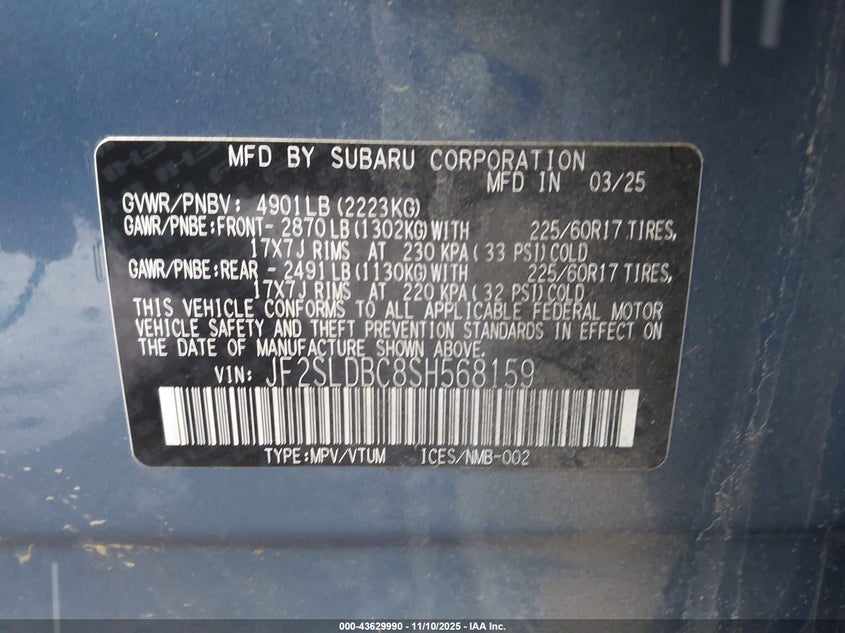 MFD BY SUBARU CORPORATION
MFD IN 03/25
GVWR/PNBV: 4901LB (2223KG)
GAWR/PNBE:FRONT- 2870LB (1302KG)WITH 225/60R17 TIRES,
17X7J RIMS AT 230 KPA( 33 PSI)COLD
GAWR/PNBE:REAR - 2491LB (1130KG)WITH 225/60R17 TIRES,
17X7J RIMS AT 220 KPA( 32 PSI)COLD
THIS VEHICLE CONFORMS TO ALL APPLICABLE FEDERAL MOTOR
VEHICLE SAFETY AND THEFT PREVENTION STANDARDS IN EFFECT ON
THE DATE OF MANUFACTURE SHOWN ABOVE.
VIN: JF2SLDBC8SH568159
TYPE:MPV/VTUM ICES/NMB-002
000-43629990 - 11/10/2025 - IAA Inc.